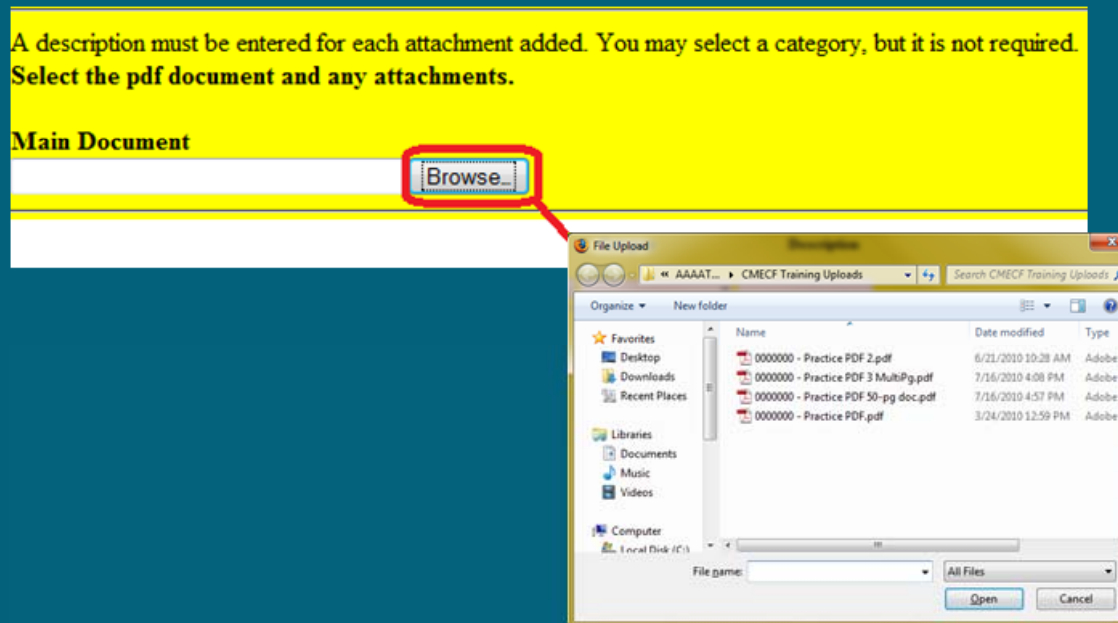 A description must be entered for each attachment added. You may select a category, but it is not required.
Select the pdf document and any attachments.
Main Document
Browse...
File Upload
Description
« AAAAT... ▸ CMECF Training Uploads
Search CMECF Training Uploads
Organize
New folder
Favorites
Desktop
Downloads
Recent Places
Libraries
Documents
Music
Videos
Computer
Local Disk (C:)
Name
Date modified
Type
0000000 - Practice PDF 2.pdf
6/21/2010 10:28 AM
Adobe
0000000 - Practice PDF 3 MultiPg.pdf
7/16/2010 4:08 PM
Adobe
0000000 - Practice PDF 50-pg doc.pdf
7/16/2010 4:57 PM
Adobe
0000000 - Practice PDF.pdf
3/24/2010 12:59 PM
Adobe
File name:
All Files
Open
Cancel